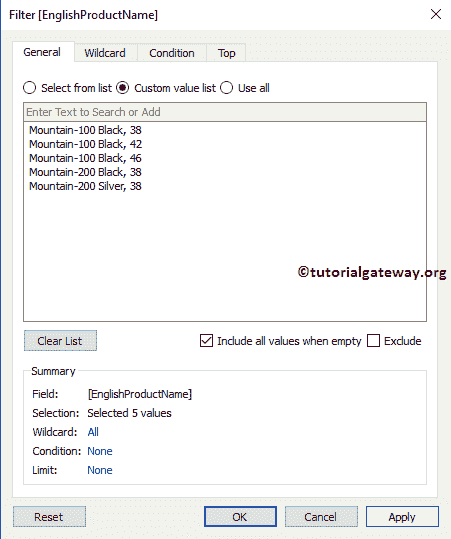 Filter [EnglishProductName]
General Wildcard Condition Top
Select from list Custom value list Use all
Enter Text to Search or Add
Mountain-100 Black, 38
Mountain-100 Black, 42
Mountain-100 Black, 46
Mountain-200 Black, 38
Mountain-200 Silver, 38
©tutorialgateway.org
Clear List Include all values when empty Exclude
Summary
Field: [EnglishProductName]
Selection: Selected 5 values
Wildcard: All
Condition: None
Limit: None
Reset OK Cancel Apply